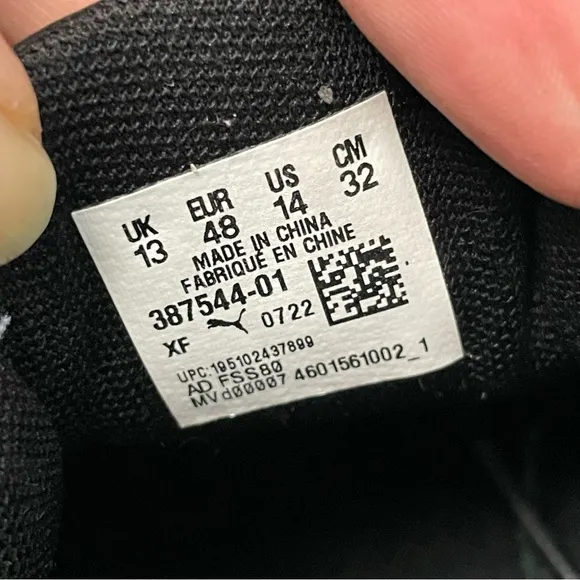 UK EUR US CM
13 48 14 32
MADE IN CHINA
FABRIQUÉ EN CHINE
387544-01
XF 0722
UPC:195102437899
AD FSS80
MVd00007 4601561002_1